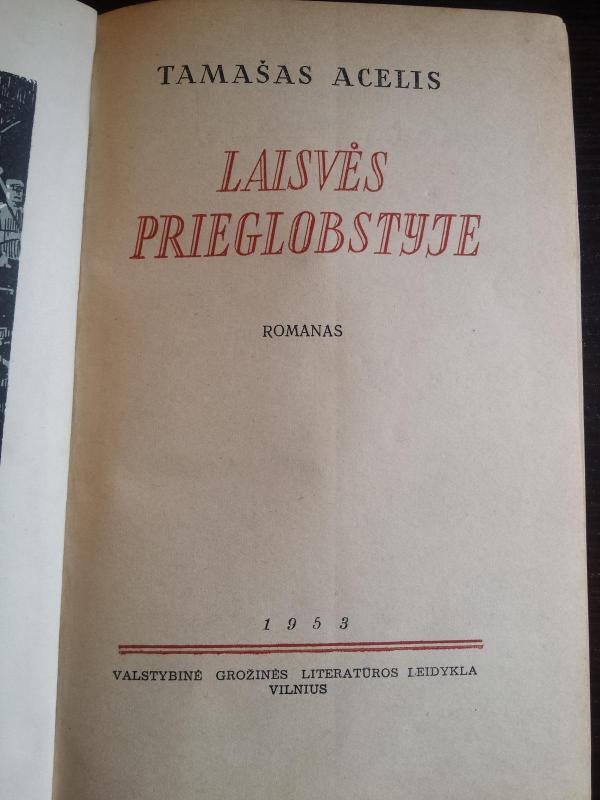 TAMAŠAS ACELIS
LAISVĖS
PRIEGLOBSTYJE
ROMANAS
1953
VALSTYBINĖ GROŽINĖS LITERATŪROS LEIDYKLA
VILNIUS